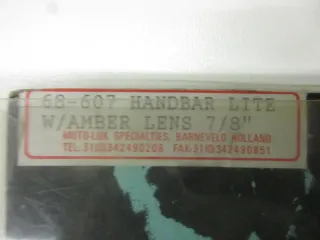 68-607 HANDBAR LITE
W/AMBER LENS 7/8"
MOTO-LUX SPECIALTIES, BARNEVELD HOLLAND
TEL. 31(0)342490208 FAX-31(0)342490851